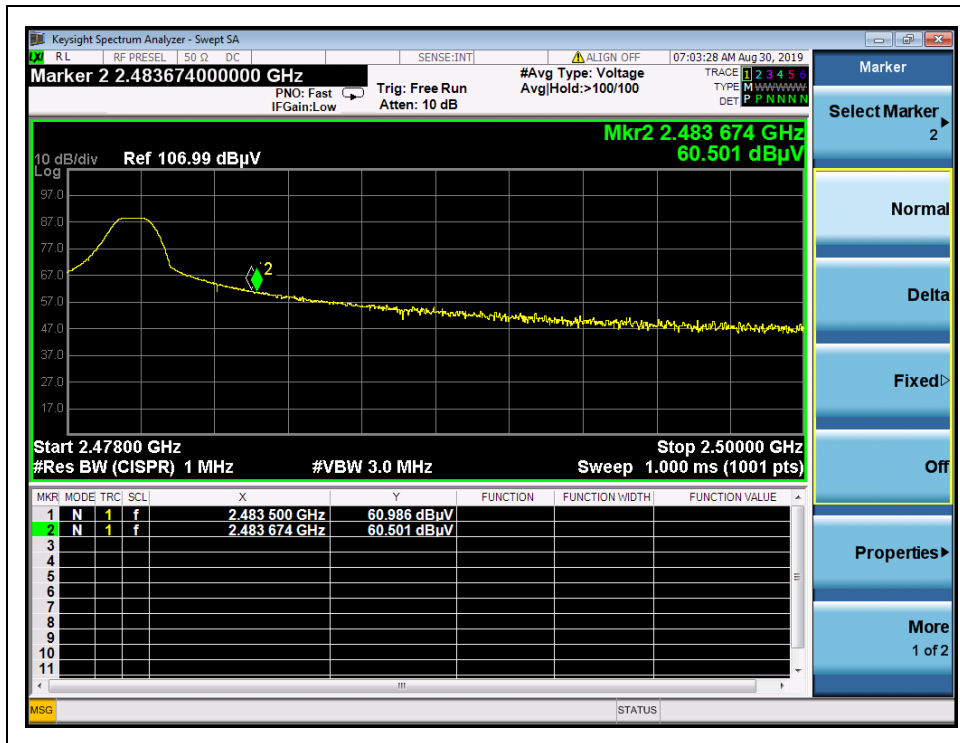 Keysight Spectrum Analyzer - Swept SA
LXI RL RF PRESEL 50 Ω DC SENSE:INT ALIGN OFF 07:03:28 AM Aug 30, 2019
Marker 2 2.483674000000 GHz
PNO: Fast
IFGain:Low
Trig: Free Run
Atten: 10 dB
#Avg Type: Voltage
Avg|Hold:>100/100
TRACE 1 2 3 4 5 6
TYPE M W W W W W
DET P P N N N N
Mkr2 2.483 674 GHz
60.501 dBµV
10 dB/div Ref 106.99 dBµV
Log
97.0
87.0
77.0
67.0
57.0
47.0
37.0
27.0
17.0
2
Start 2.47800 GHz Stop 2.50000 GHz
#Res BW (CISPR) 1 MHz #VBW 3.0 MHz Sweep 1.000 ms (1001 pts)
MKR MODE TRC SCL X Y FUNCTION FUNCTION WIDTH FUNCTION VALUE
1 N 1 f 2.483 500 GHz 60.986 dBµV
2 N 1 f 2.483 674 GHz 60.501 dBµV
3
4
5
6
7
8
9
10
11
MSG STATUS
Marker
Select Marker
2
Normal
Delta
Fixed
Off
Properties
More
1 of 2